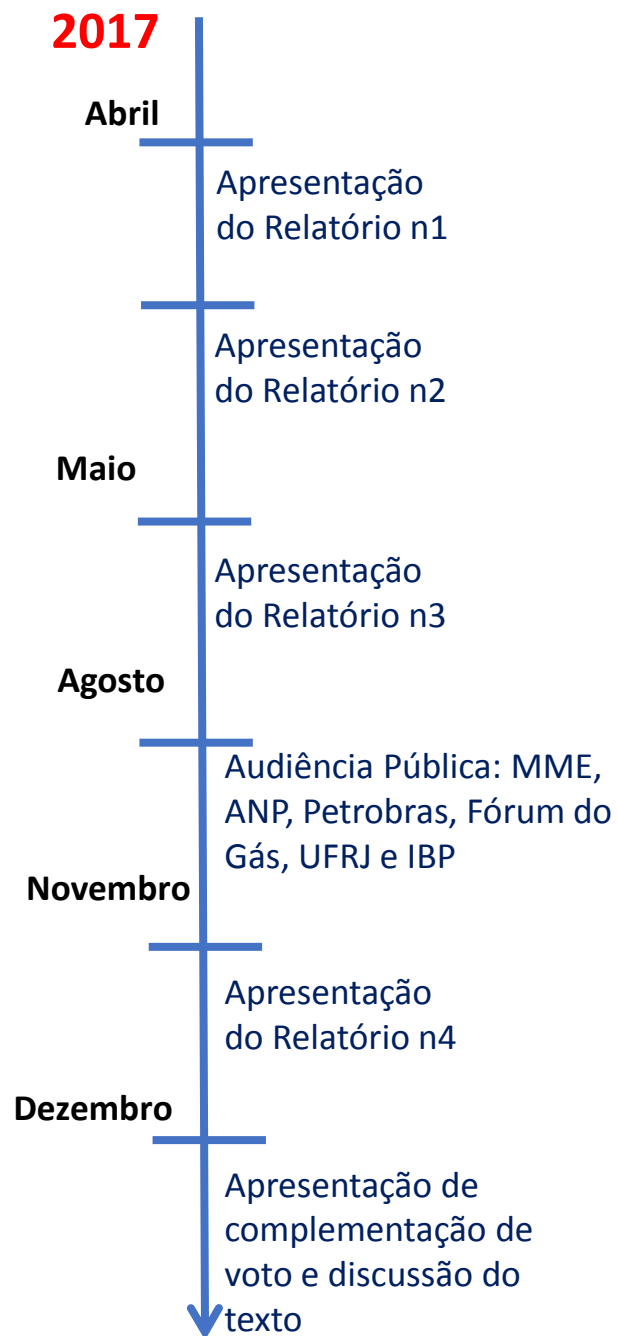 2017
Abril
Apresentação
do Relatório n1
Apresentação
do Relatório n2
Maio
Apresentação
do Relatório n3
Agosto
Audiência Pública: MME,
ANP, Petrobras, Fórum do
Gás, UFRJ e IBP
Novembro
Apresentação
do Relatório n4
Dezembro
Apresentação de
complementação de
voto e discussão do
texto